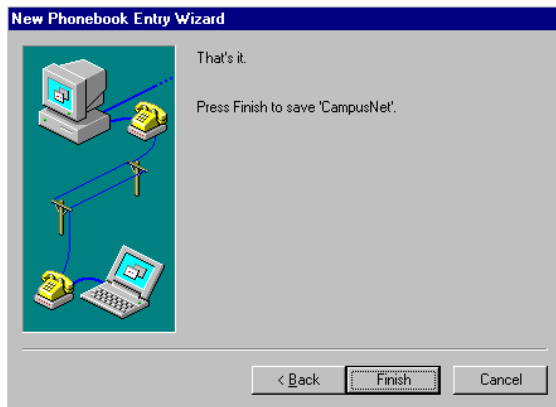 New Phonebook Entry Wizard
That's it.
Press Finish to save 'CampusNet'.
< Back
Finish
Cancel